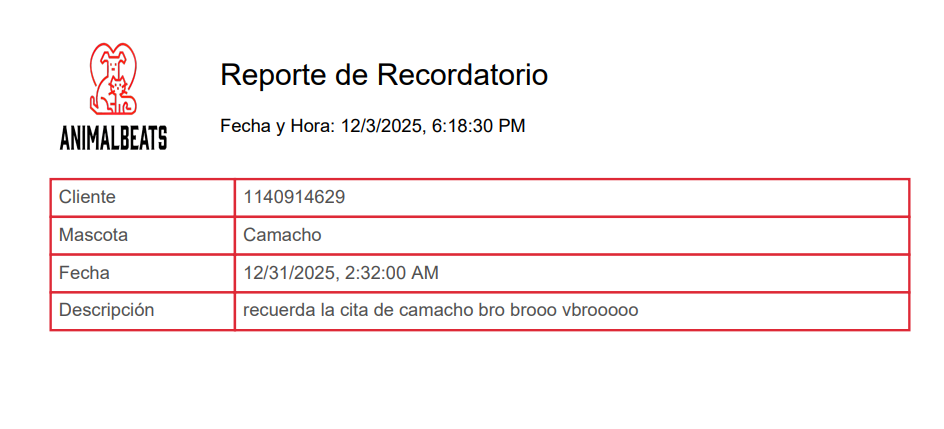 Reporte de Recordatorio
Fecha y Hora: 12/3/2025, 6:18:30 PM
ANIMALBEATS
Cliente 1140914629
Mascota Camacho
Fecha 12/31/2025, 2:32:00 AM
Descripción recuerda la cita de camacho bro brooo vbrooooo